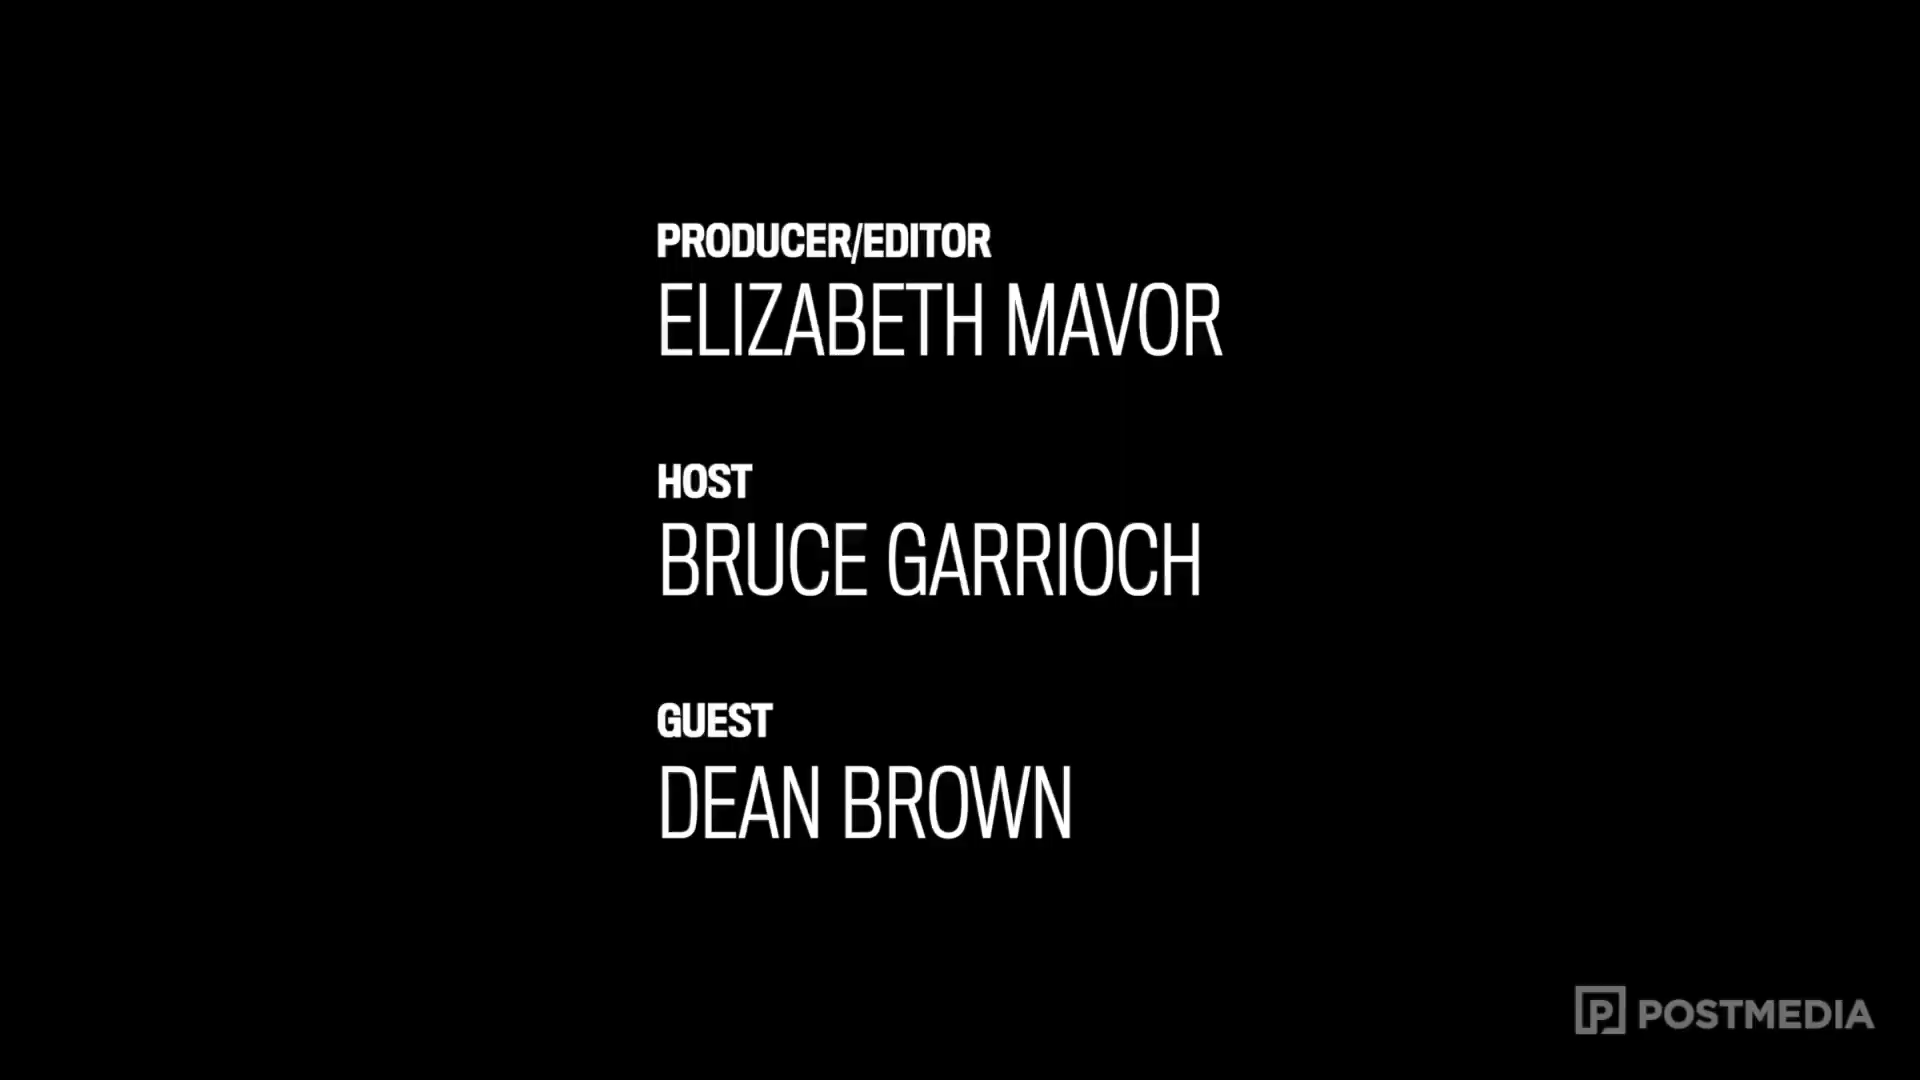 PRODUCER/EDITOR
ELIZABETH MAVOR
HOST
BRUCE GARRIOCH
GUEST
DEAN BROWN
P POSTMEDIA